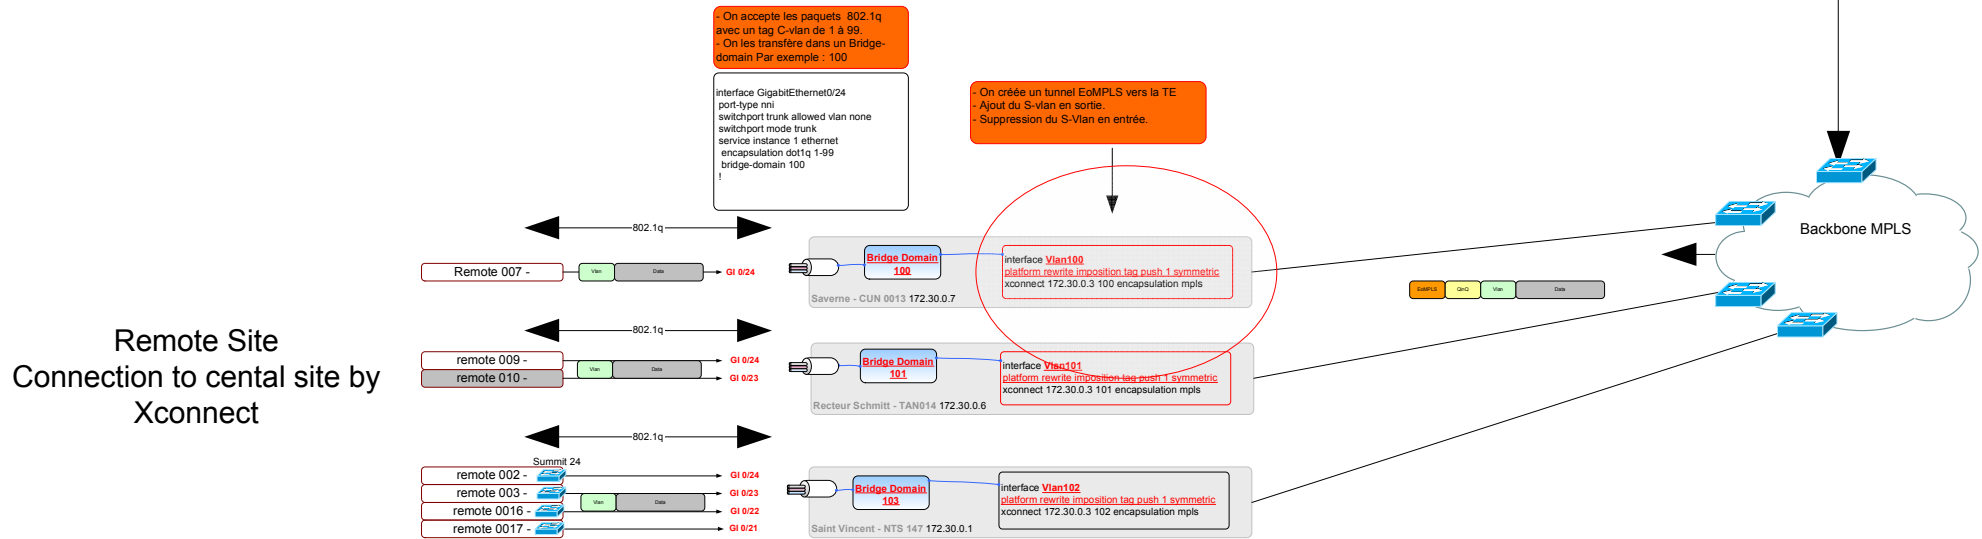 - On accepte les paquets  802.1q
avec un tag C-vlan de 1 à 99.
- On les transfère dans un Bridge-
domain Par exemple : 100
interface GigabitEthernet0/24
port-type nni
switchport trunk allowed vlan none
switchport mode trunk
service instance 1 ethernet
encapsulation dot1q 1-99
bridge-domain 100
!
- On créée un tunnel EoMPLS vers la TE
- Ajout du S-vlan en sortie.
- Suppression du S-Vlan en entrée.
Backbone MPLS
802.1q
Remote 007 -
Vlan
Data
GI 0/24
Bridge Domain
100
interface Vlan100
platform rewrite imposition tag push 1 symmetric
xconnect 172.30.0.3 100 encapsulation mpls
Saverne - CUN 0013 172.30.0.7
EoMPLS
QinQ
Vlan
Data
Remote Site
Connection to cental site by
Xconnect
802.1q
remote 009 -
remote 010 -
Vlan
Data
GI 0/24
GI 0/23
Bridge Domain
101
interface Vlan101
platform rewrite imposition tag push 1 symmetric
xconnect 172.30.0.3 101 encapsulation mpls
Recteur Schmitt - TAN014 172.30.0.6
802.1q
Summit 24
remote 002 -
remote 003 -
remote 0016 -
remote 0017 -
Vlan
Data
GI 0/24
GI 0/23
GI 0/22
GI 0/21
Bridge Domain
103
interface Vlan102
platform rewrite imposition tag push 1 symmetric
xconnect 172.30.0.3 102 encapsulation mpls
Saint Vincent - NTS 147 172.30.0.1